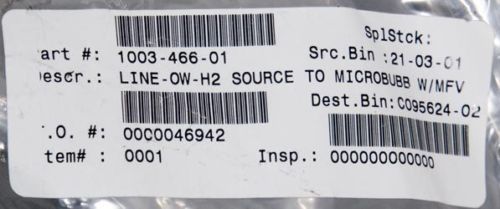 SplStck:
art #: 1003-466-01
Src.Bin :21-03-01
Descr.: LINE-OW-H2 SOURCE TO MICROBUBB W/MFV
Dest.Bin:C095624-02
.O. #: 0000046942
tem# : 0001
Insp.: 000000000000